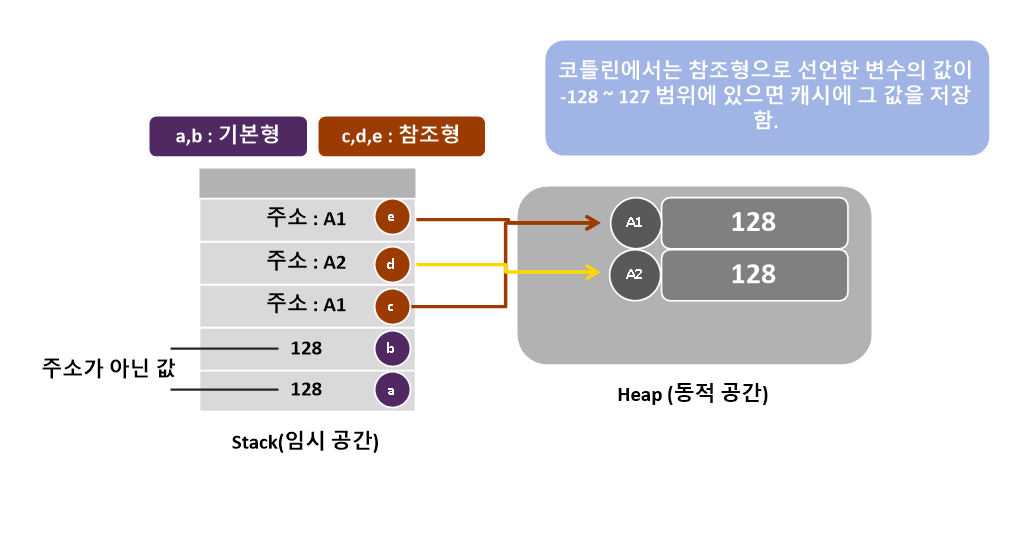 코틀린에서는 참조형으로 선언한 변수의 값이
-128 ~ 127 범위에 있으면 캐시에 그 값을 저장
함.
a,b : 기본형
c,d,e : 참조형
주소 : A1 e
주소 : A2 d
주소 : A1 c
128 b
128 a
주소가 아닌 값
Stack(임시 공간)
A1 128
A2 128
Heap (동적 공간)